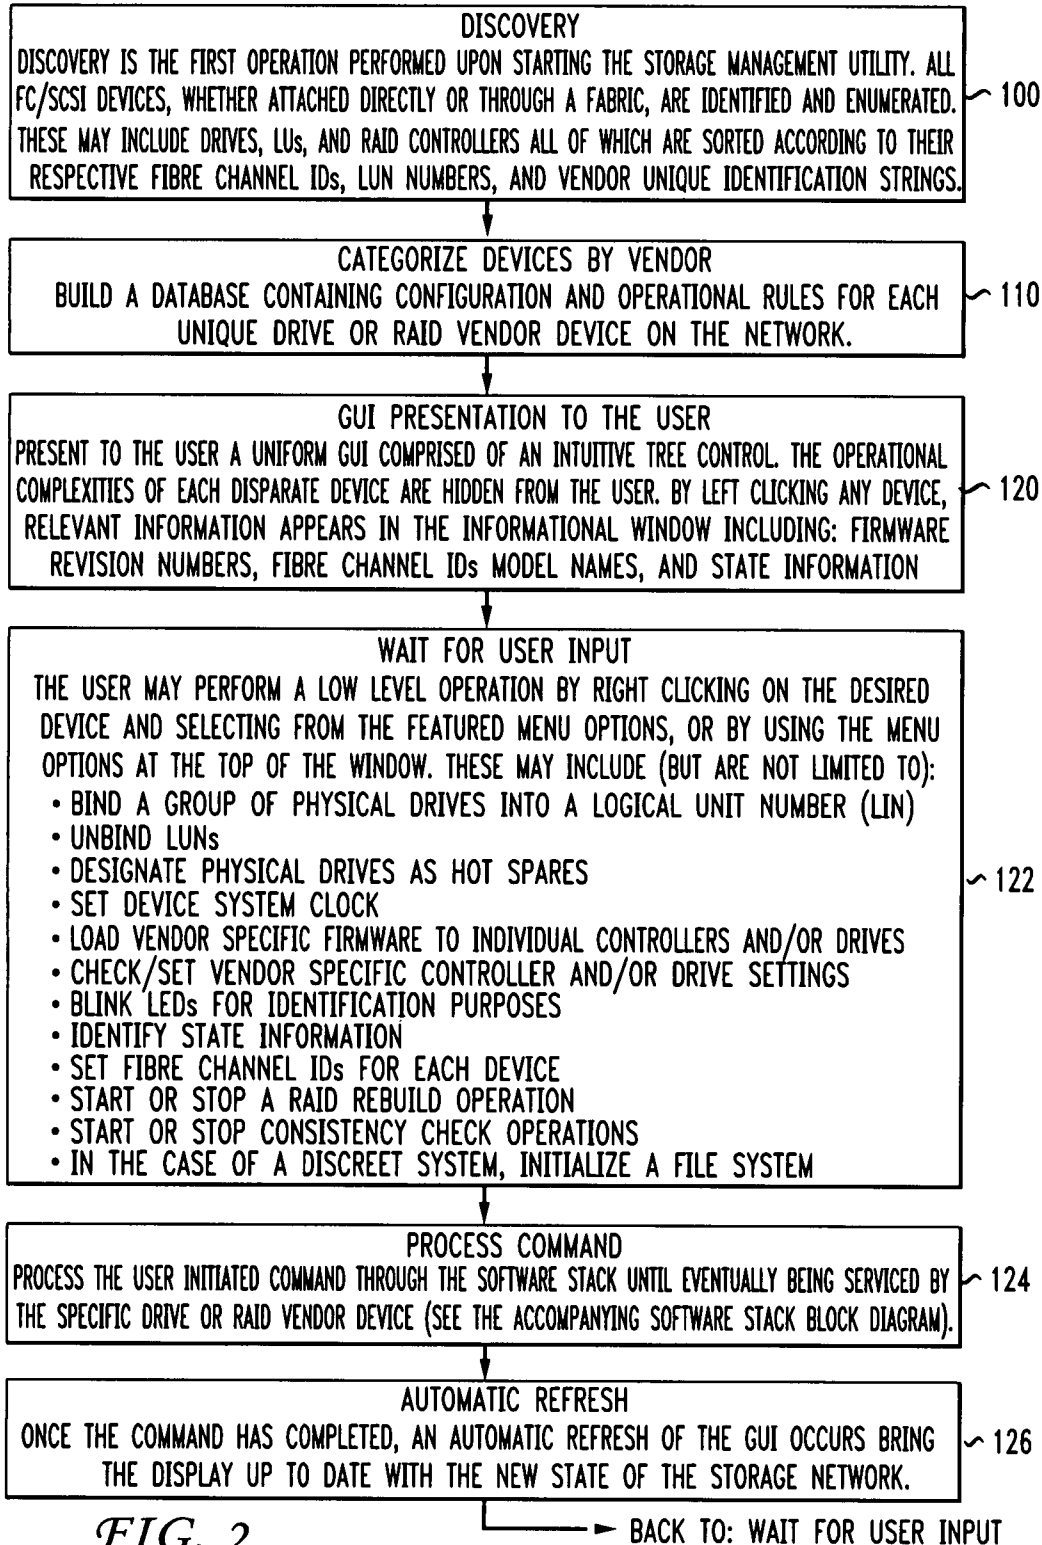 DISCOVERY
DISCOVERY IS THE FIRST OPERATION PERFORMED UPON STARTING THE STORAGE MANAGEMENT UTILITY. ALL
FC/SCSI DEVICES, WHETHER ATTACHED DIRECTLY OR THROUGH A FABRIC, ARE IDENTIFIED AND ENUMERATED.
THESE MAY INCLUDE DRIVES, LUs, AND RAID CONTROLLERS ALL OF WHICH ARE SORTED ACCORDING TO THEIR
RESPECTIVE FIBRE CHANNEL IDs, LUN NUMBERS, AND VENDOR UNIQUE IDENTIFICATION STRINGS.
100
CATEGORIZE DEVICES BY VENDOR
BUILD A DATABASE CONTAINING CONFIGURATION AND OPERATIONAL RULES FOR EACH
UNIQUE DRIVE OR RAID VENDOR DEVICE ON THE NETWORK.
110
GUI PRESENTATION TO THE USER
PRESENT TO THE USER A UNIFORM GUI COMPRISED OF AN INTUITIVE TREE CONTROL. THE OPERATIONAL
COMPLEXITIES OF EACH DISPARATE DEVICE ARE HIDDEN FROM THE USER. BY LEFT CLICKING ANY DEVICE,
RELEVANT INFORMATION APPEARS IN THE INFORMATIONAL WINDOW INCLUDING: FIRMWARE
REVISION NUMBERS, FIBRE CHANNEL IDs MODEL NAMES, AND STATE INFORMATION
120
WAIT FOR USER INPUT
THE USER MAY PERFORM A LOW LEVEL OPERATION BY RIGHT CLICKING ON THE DESIRED
DEVICE AND SELECTING FROM THE FEATURED MENU OPTIONS, OR BY USING THE MENU
OPTIONS AT THE TOP OF THE WINDOW. THESE MAY INCLUDE (BUT ARE NOT LIMITED TO):
• BIND A GROUP OF PHYSICAL DRIVES INTO A LOGICAL UNIT NUMBER (LIN)
• UNBIND LUNs
• DESIGNATE PHYSICAL DRIVES AS HOT SPARES
• SET DEVICE SYSTEM CLOCK
• LOAD VENDOR SPECIFIC FIRMWARE TO INDIVIDUAL CONTROLLERS AND/OR DRIVES
• CHECK/SET VENDOR SPECIFIC CONTROLLER AND/OR DRIVE SETTINGS
• BLINK LEDs FOR IDENTIFICATION PURPOSES
• IDENTIFY STATE INFORMATION
• SET FIBRE CHANNEL IDs FOR EACH DEVICE
• START OR STOP A RAID REBUILD OPERATION
• START OR STOP CONSISTENCY CHECK OPERATIONS
• IN THE CASE OF A DISCREET SYSTEM, INITIALIZE A FILE SYSTEM
122
PROCESS COMMAND
PROCESS THE USER INITIATED COMMAND THROUGH THE SOFTWARE STACK UNTIL EVENTUALLY BEING SERVICED BY
THE SPECIFIC DRIVE OR RAID VENDOR DEVICE (SEE THE ACCOMPANYING SOFTWARE STACK BLOCK DIAGRAM).
124
AUTOMATIC REFRESH
ONCE THE COMMAND HAS COMPLETED, AN AUTOMATIC REFRESH OF THE GUI OCCURS BRING
THE DISPLAY UP TO DATE WITH THE NEW STATE OF THE STORAGE NETWORK.
126
BACK TO: WAIT FOR USER INPUT
FIG. 2